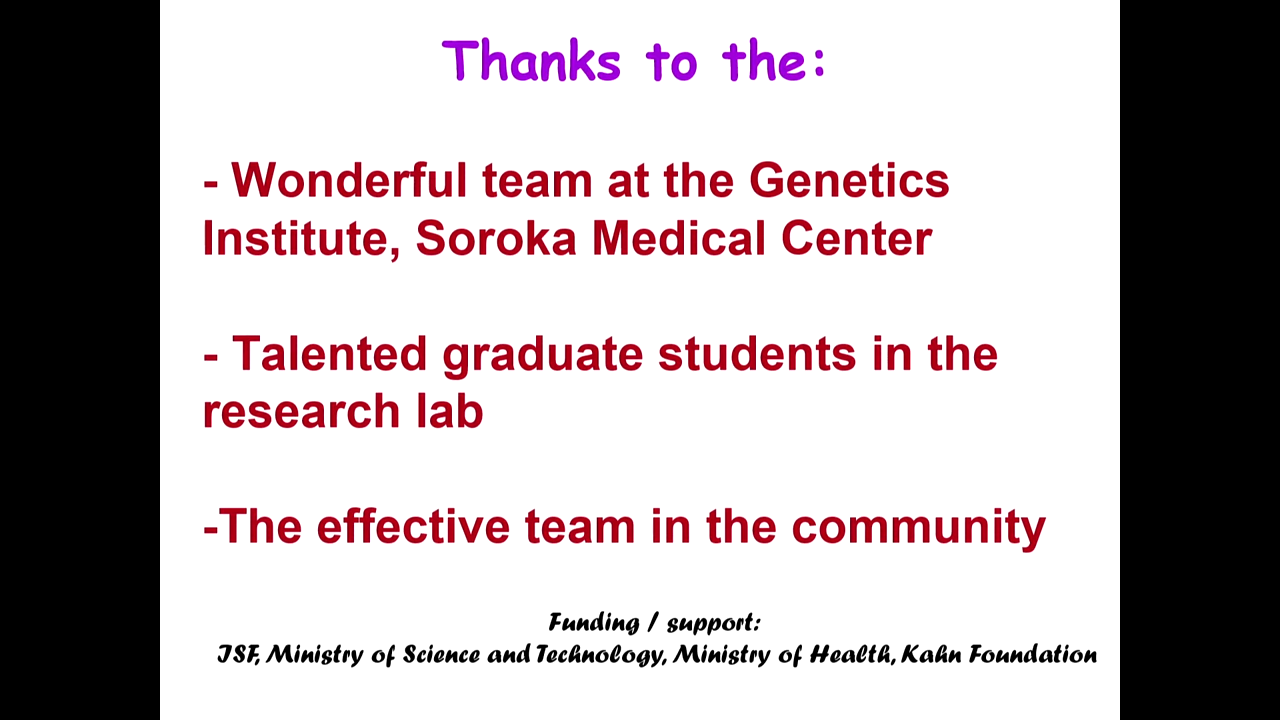 Thanks to the:
- Wonderful team at the Genetics
Institute, Soroka Medical Center
- Talented graduate students in the
research lab
-The effective team in the community
Funding / support:
ISF, Ministry of Science and Technology, Ministry of Health, Kahn Foundation